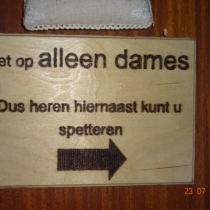 et op alleen dames
Dus heren hiernaast kunt u
spetteren
23 07